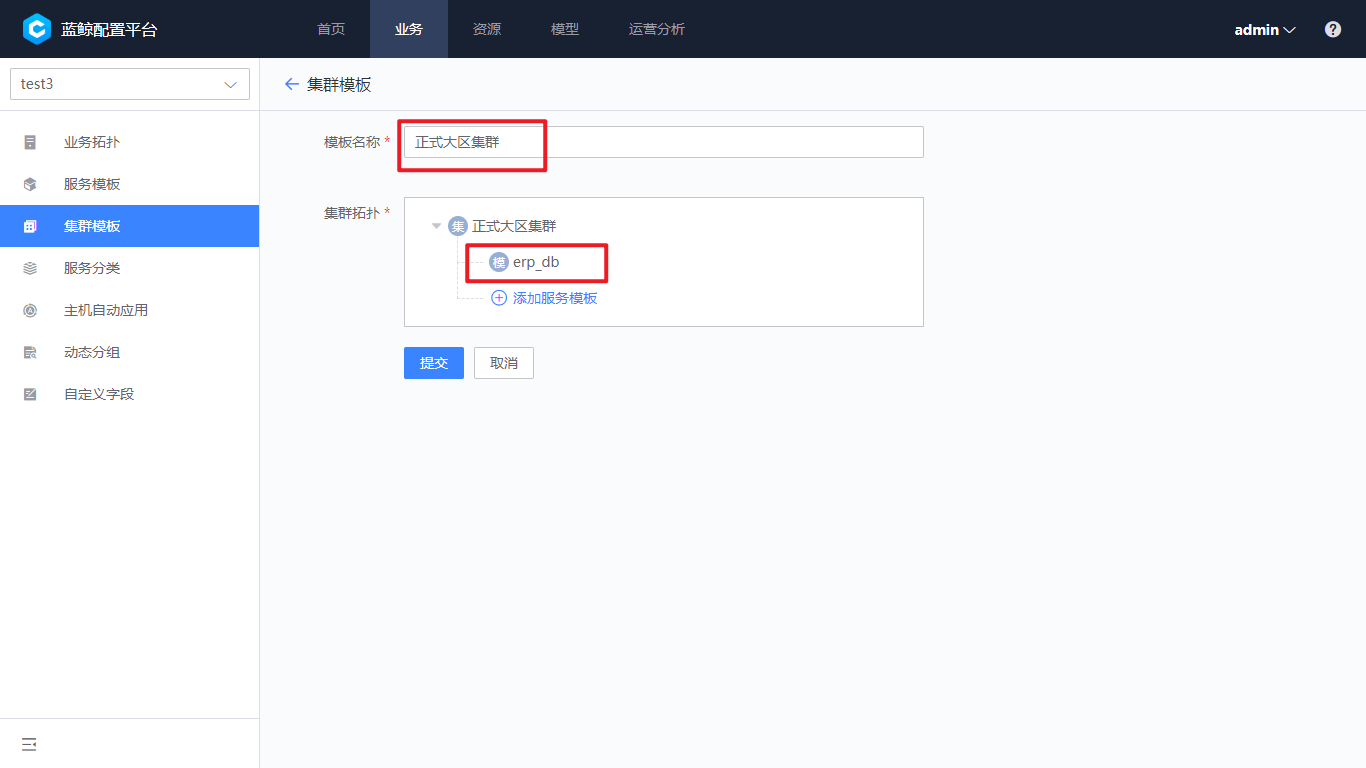 蓝鲸配置平台
首页 业务 资源 模型 运营分析
admin
test3
集群模板
业务拓扑
服务模板
集群模板
服务分类
主机自动应用
动态分组
自定义字段
模板名称 *
正式大区集群
集群拓扑 *
集 正式大区集群
模 erp_db
添加服务模板
提交 取消